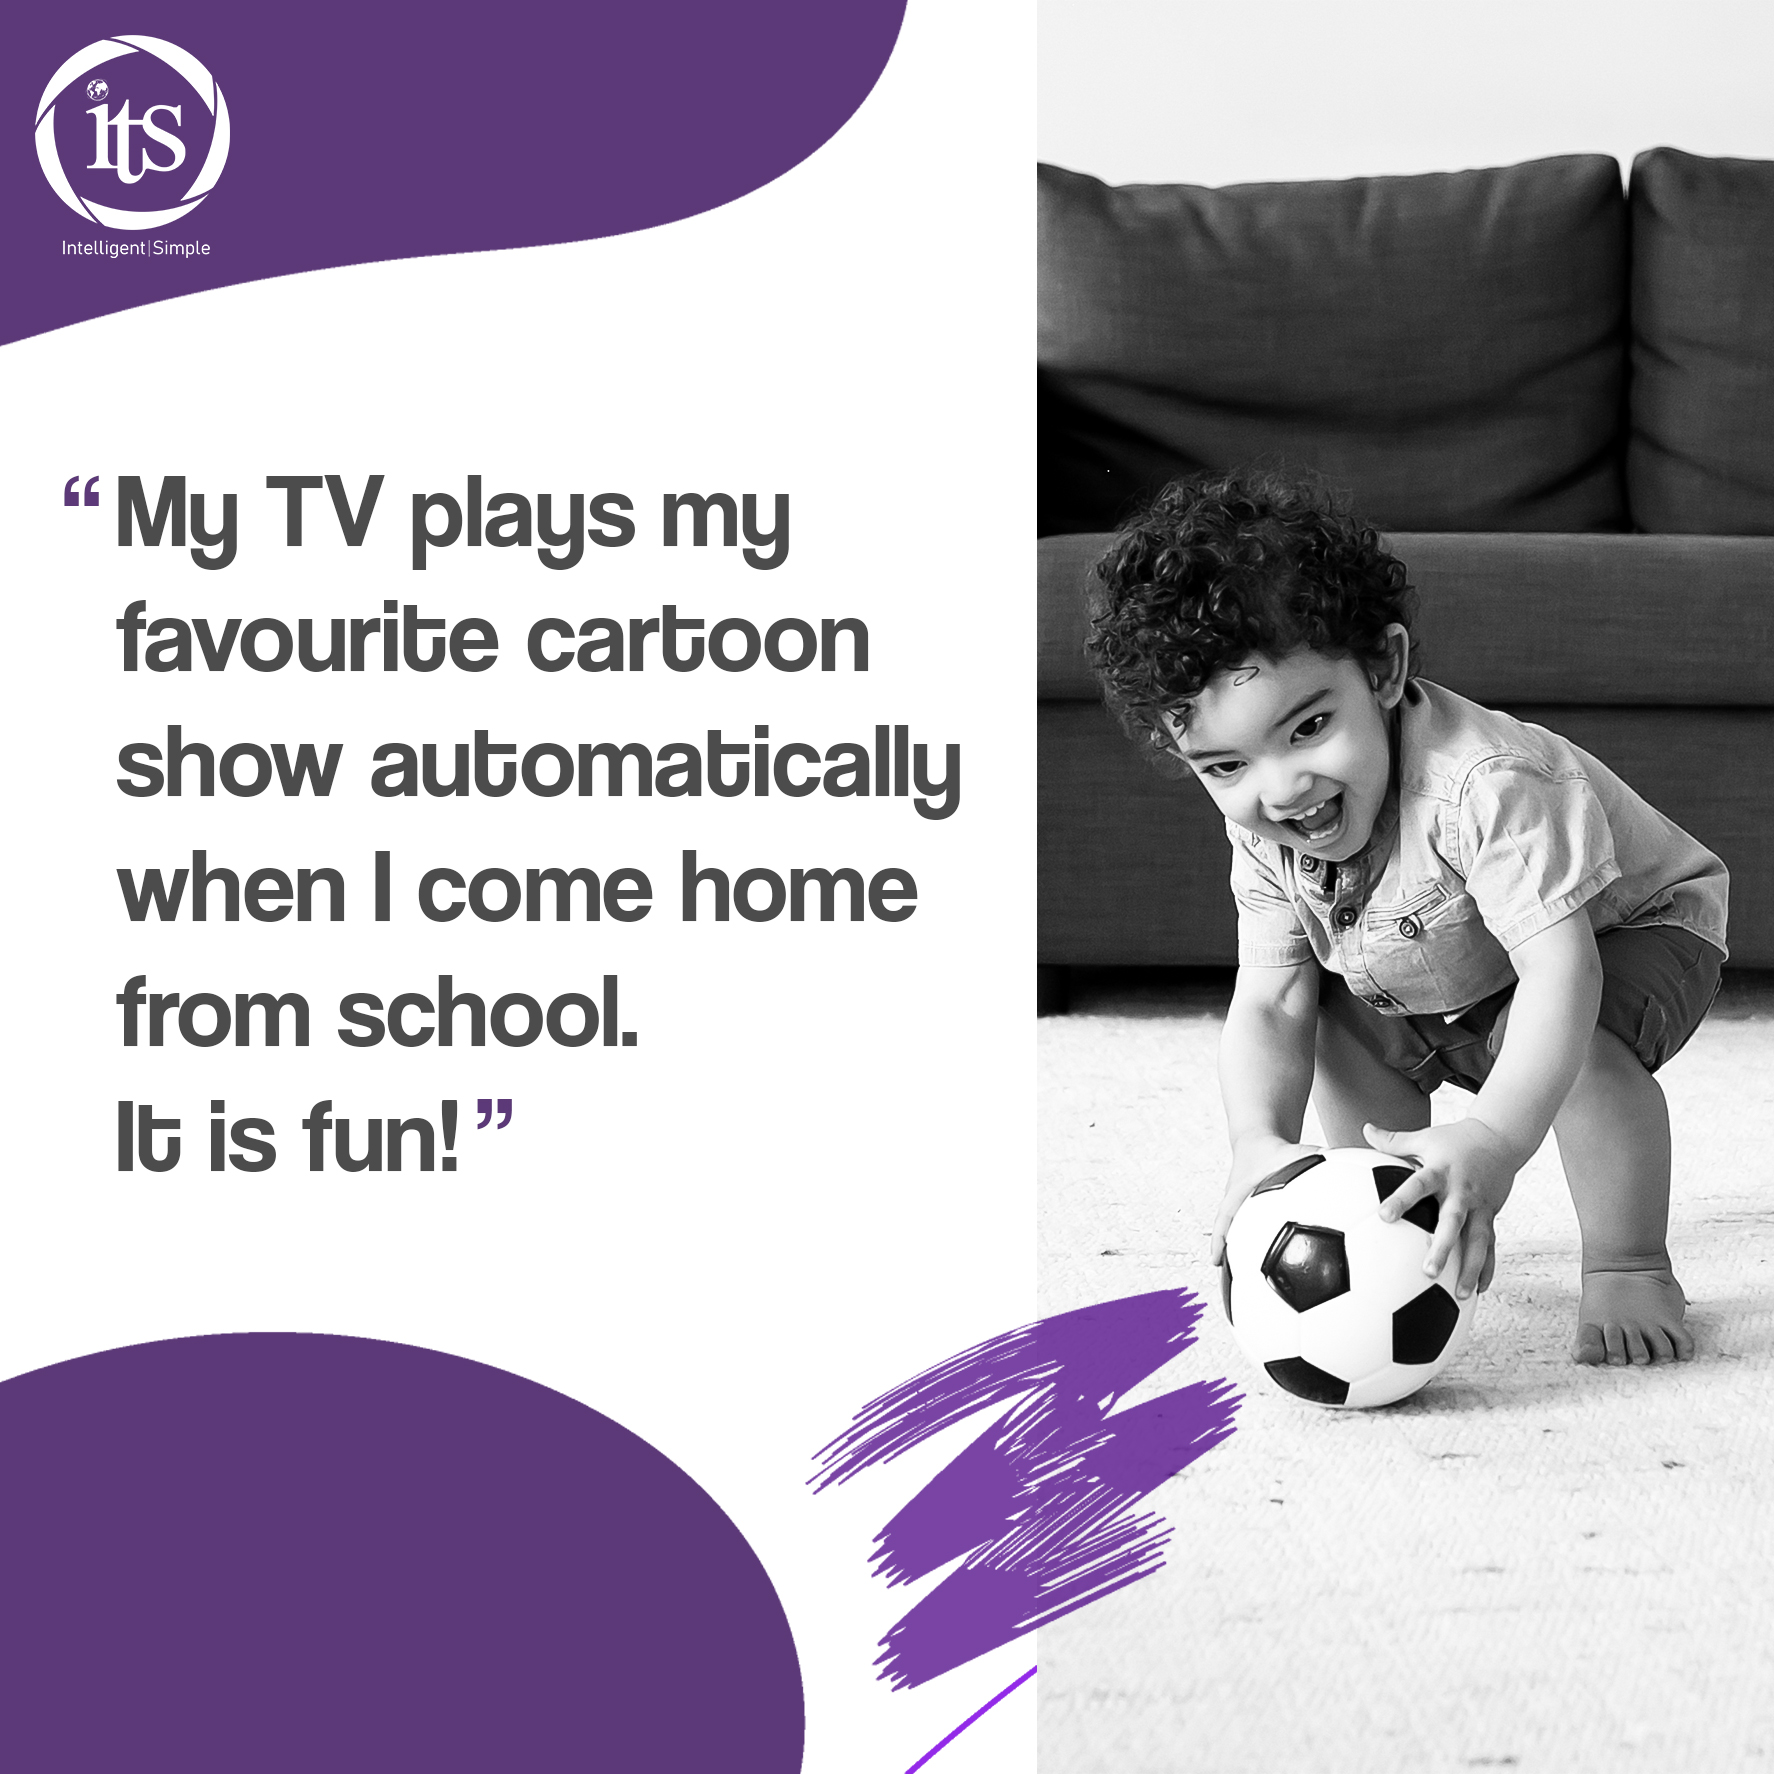 its
Intelligent|Simple
“My TV plays my
favourite cartoon
show automatically
when I come home
from school.
It is fun!”